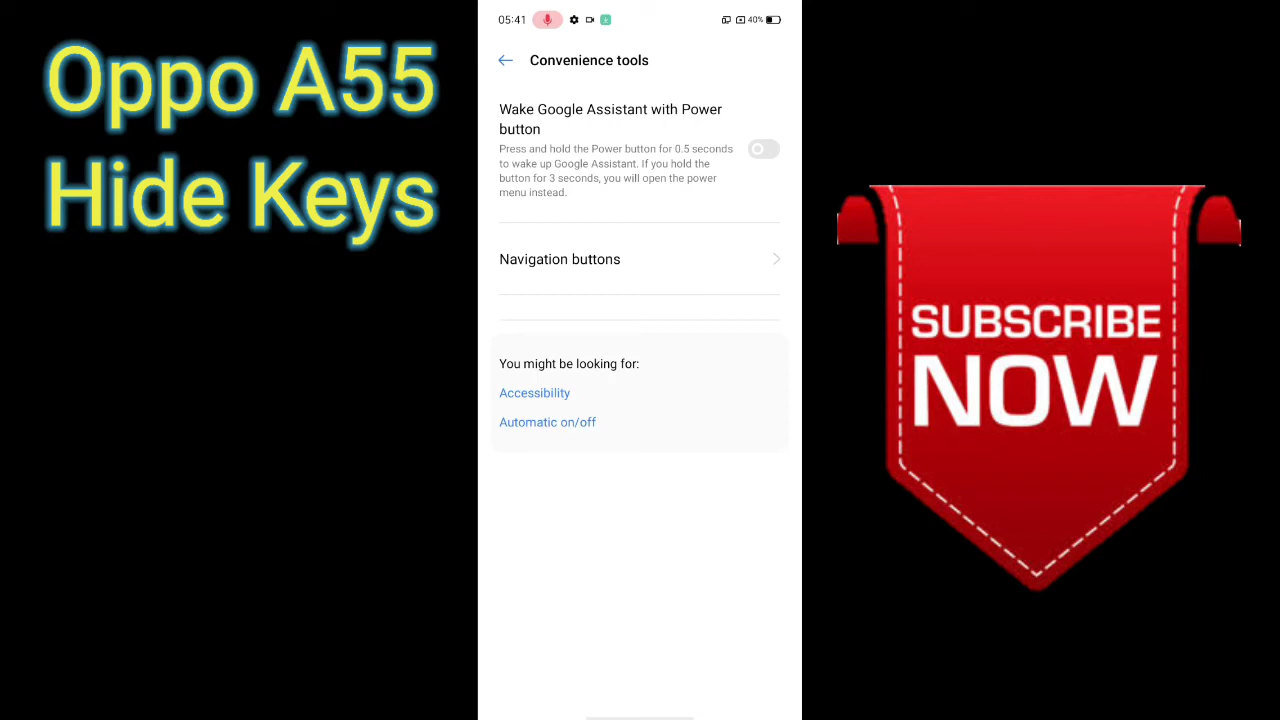 Oppo A55
Hide Keys
05:41
40%
Convenience tools
Wake Google Assistant with Power
button
Press and hold the Power button for 0.5 seconds
to wake up Google Assistant. If you hold the
button for 3 seconds, you will open the power
menu instead.
Navigation buttons
You might be looking for:
Accessibility
Automatic on/off
SUBSCRIBE
NOW